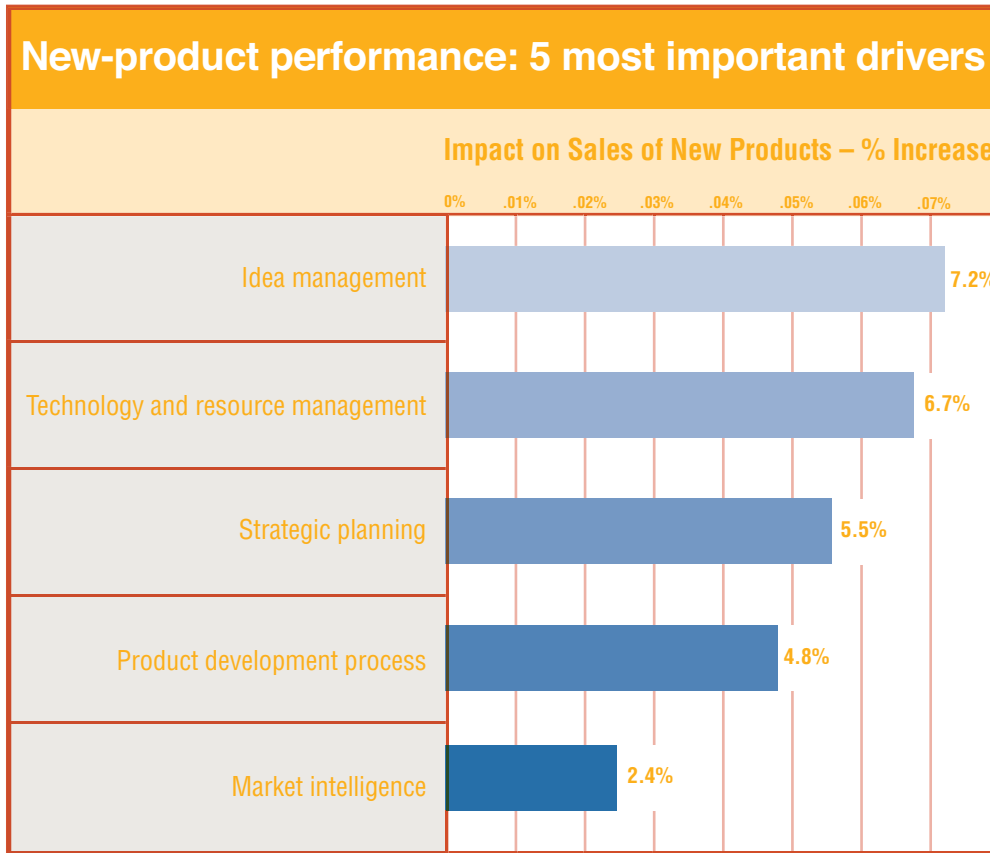 New-product performance: 5 most important drivers
Impact on Sales of New Products – % Increase
0% .01% .02% .03% .04% .05% .06% .07%
Idea management 7.2%
Technology and resource management 6.7%
Strategic planning 5.5%
Product development process 4.8%
Market intelligence 2.4%